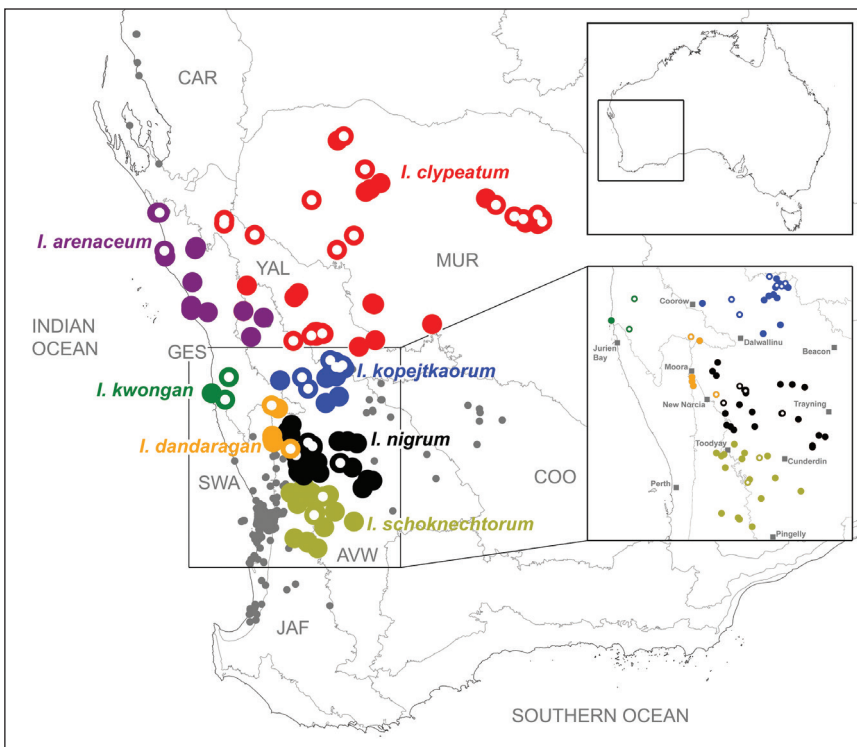 CAR
I. clypeatum
I. arenaceum
MUR
YAL
INDIAN
OCEAN
GES
I. kopejtkaorum
I. kwongan
I. nigrum
I. dandaragan
COO
SWA
I. schoknechtorum
AVW
JAF
SOUTHERN OCEAN
Coorow
Jurien
Bay
Dalwallinu
Beacon
Moora
New Norcia
Trayning
Toodyay
Cunderdin
Perth
Pingelly